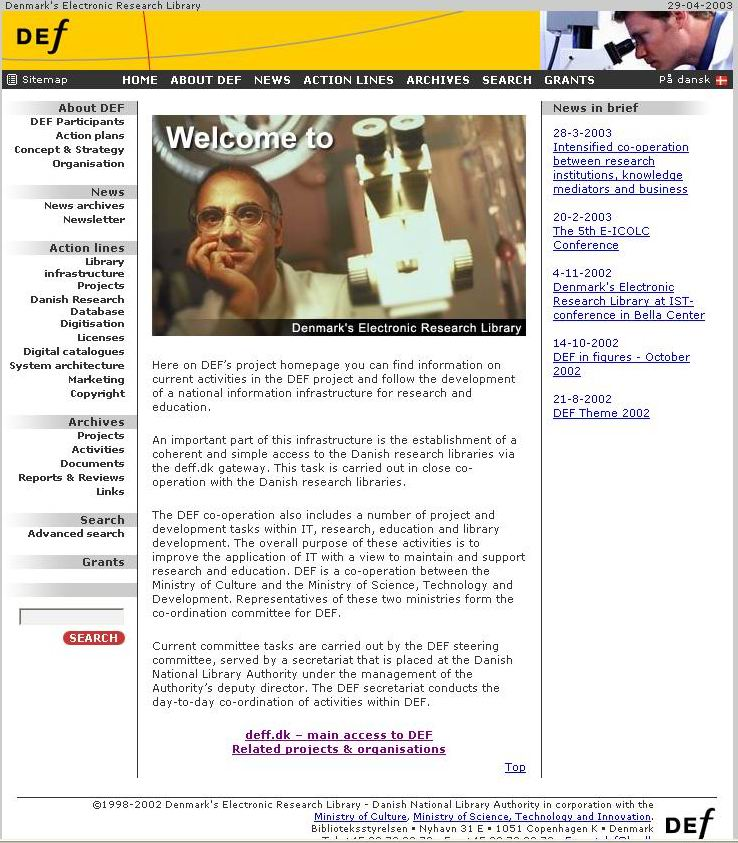 Denmark's Electronic Research Library
29-04-2003
DEf
Sitemap HOME ABOUT DEF NEWS ACTION LINES ARCHIVES SEARCH GRANTS På dansk
About DEF
DEF Participants
Action plans
Concept & Strategy
Organisation
News
News archives
Newsletter
Action lines
Library
infrastructure
Projects
Danish Research
Database
Digitisation
Licenses
Digital catalogues
System architecture
Marketing
Copyright
Archives
Projects
Activities
Documents
Reports & Reviews
Links
Search
Advanced search
Grants
SEARCH
Welcome to
Denmark's Electronic Research Library
Here on DEF's project homepage you can find information on
current activities in the DEF project and follow the development
of a national information infrastructure for research and
education.
An important part of this infrastructure is the establishment of a
coherent and simple access to the Danish research libraries via
the deff.dk gateway. This task is carried out in close co-
operation with the Danish research libraries.
The DEF co-operation also includes a number of project and
development tasks within IT, research, education and library
development. The overall purpose of these activities is to
improve the application of IT with a view to maintain and support
research and education. DEF is a co-operation between the
Ministry of Culture and the Ministry of Science, Technology and
Development. Representatives of these two ministries form the
co-ordination committee for DEF.
Current committee tasks are carried out by the DEF steering
committee, served by a secretariat that is placed at the Danish
National Library Authority under the management of the
Authority's deputy director. The DEF secretariat conducts the
day-to-day co-ordination of activities within DEF.
deff.dk – main access to DEF
Related projects & organisations
Top
News in brief
28-3-2003
Intensified co-operation
between research
institutions, knowledge
mediators and business
20-2-2003
The 5th E-ICOLC
Conference
4-11-2002
Denmark's Electronic
Research Library at IST-
conference in Bella Center
14-10-2002
DEF in figures - October
2002
21-8-2002
DEF Theme 2002
©1998-2002 Denmark's Electronic Research Library - Danish National Library Authority in corporation with the
Ministry of Culture, Ministry of Science, Technology and Innovation.
Biblioteksstyrelsen ▪ Nyhavn 31 E ▪ 1051 Copenhagen K ▪ Denmark
DEf